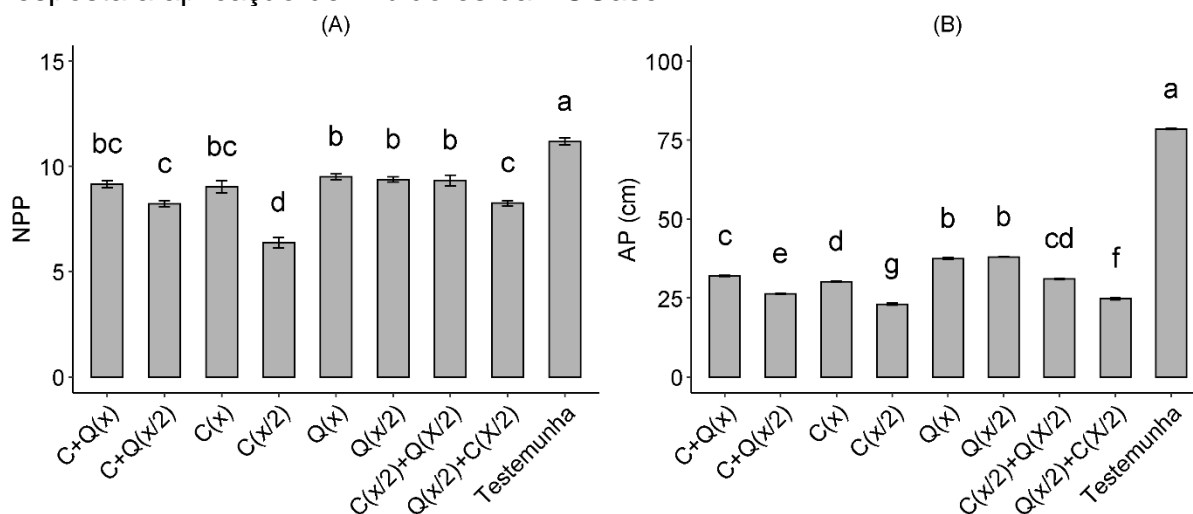 (A)
15
10
5
0
NPP
bc
c
bc
d
b
b
b
c
a
C+Q(x)
C+Q(x/2)
C(x)
C(x/2)
Q(x)
Q(x/2)
C(x/2)+Q(X/2)
Q(x/2)+C(X/2)
Testemunha
(B)
100
75
50
25
0
AP (cm)
c
e
d
g
b
b
cd
f
a
C+Q(x)
C+Q(x/2)
C(x)
C(x/2)
Q(x)
Q(x/2)
C(x/2)+Q(X/2)
Q(x/2)+C(X/2)
Testemunha